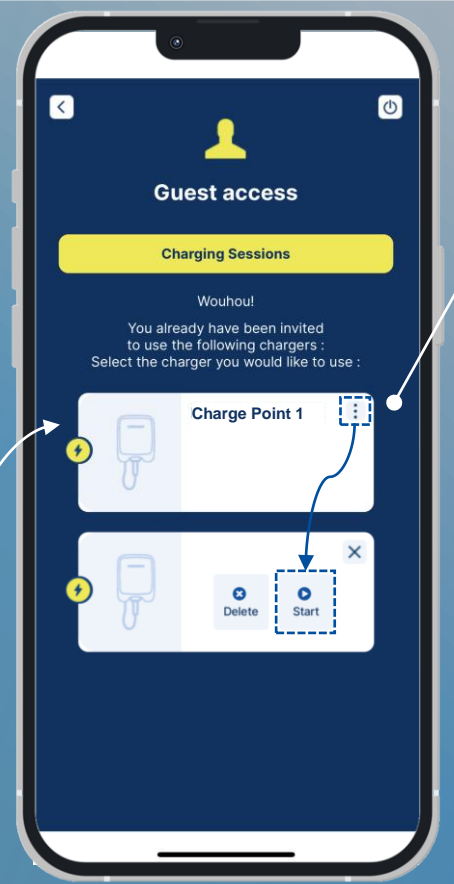 Guest access
Charging Sessions
Wouhou!
You already have been invited
to use the following chargers :
Select the charger you would like to use :
Charge Point 1
Delete
Start